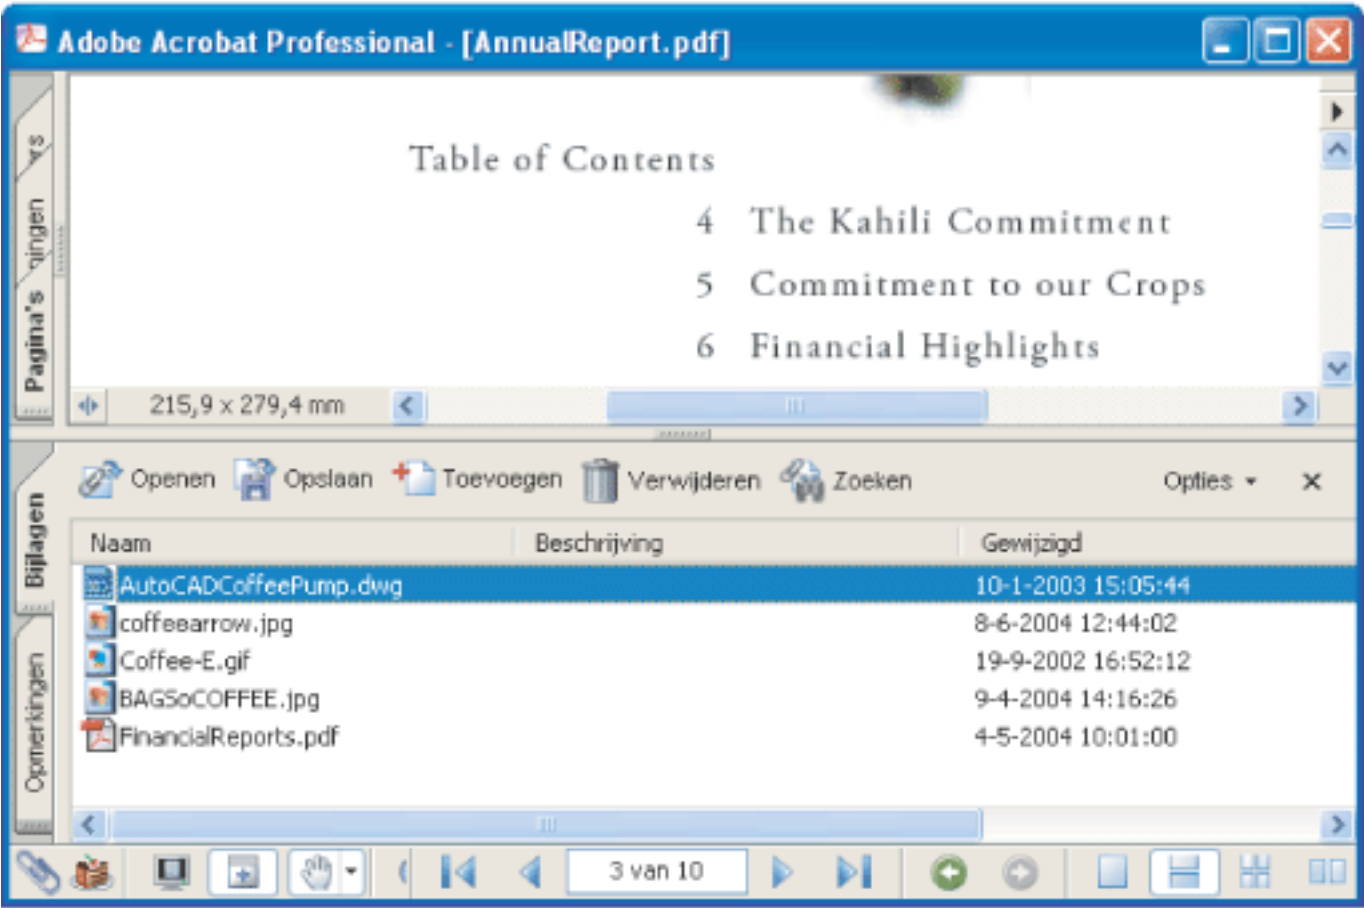 Adobe Acrobat Professional - [AnnualReport.pdf]
Table of Contents
4 The Kahili Commitment
5 Commitment to our Crops
6 Financial Highlights
Pagina's
215,9 x 279,4 mm
Openen Opslaan Toevoegen Verwijderen Zoeken Opties
Bijlagen
Naam Beschrijving Gewijzigd
AutoCADCoffeePump.dwg 10-1-2003 15:05:44
coffeearrow.jpg 8-6-2004 12:44:02
Coffee-E.gif 19-9-2002 16:52:12
BAGSoCOFFEE.jpg 9-4-2004 14:16:26
FinancialReports.pdf 4-5-2004 10:01:00
Opmerkingen
3 van 10